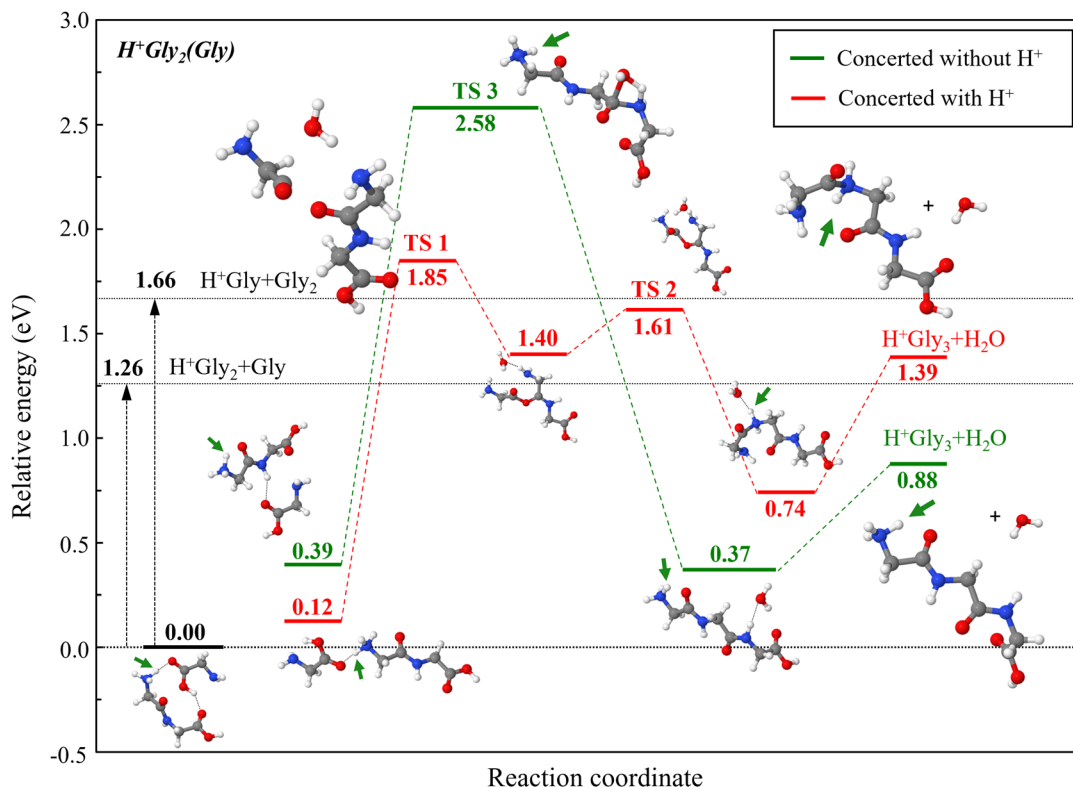 H⁺Gly₂(Gly)
Concerted without H⁺
Concerted with H⁺
3.0
2.5
2.0
1.5
1.0
0.5
0.0
-0.5
Relative energy (eV)
Reaction coordinate
TS 3
2.58
TS 1
1.85
1.66
H⁺Gly+Gly₂
1.26
H⁺Gly₂+Gly
1.40
TS 2
1.61
+
H⁺Gly₃+H₂O
1.39
H⁺Gly₃+H₂O
0.88
0.74
+
0.39
0.37
0.12
0.00